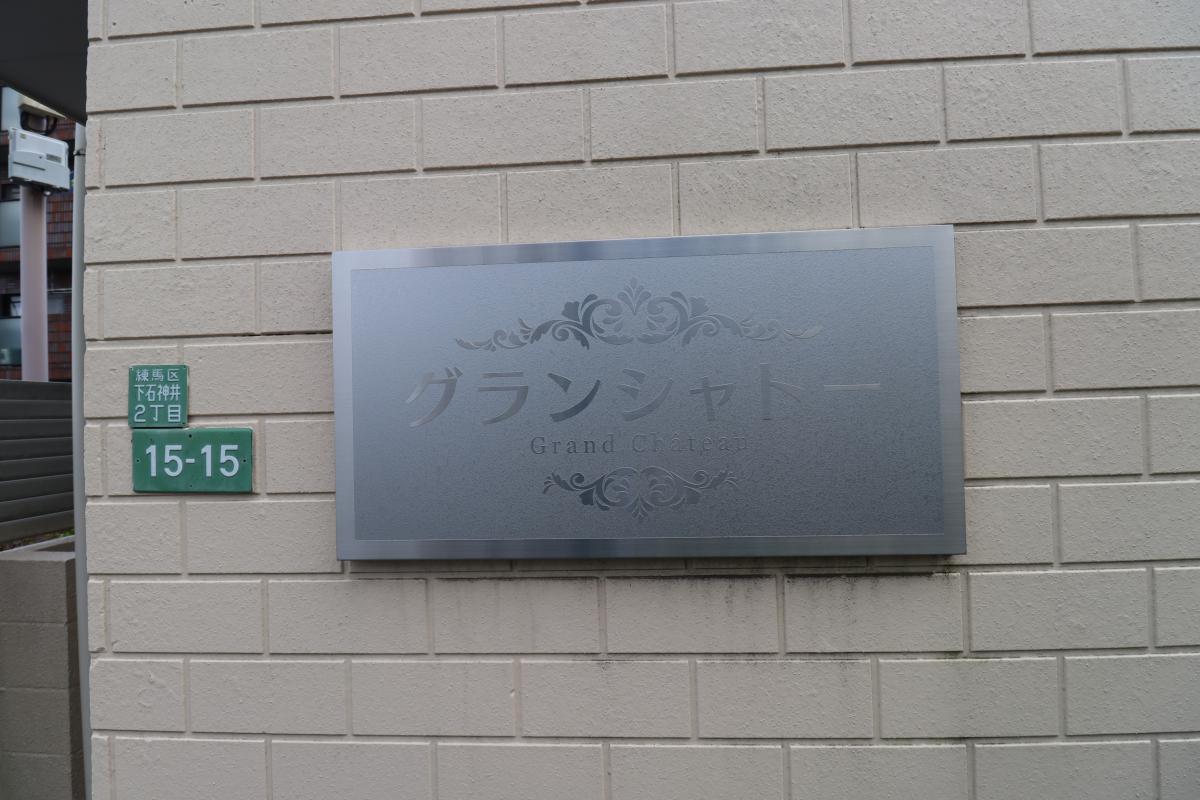 練馬区
下石神井
2丁目
15-15
グランシャトー
Grand Château